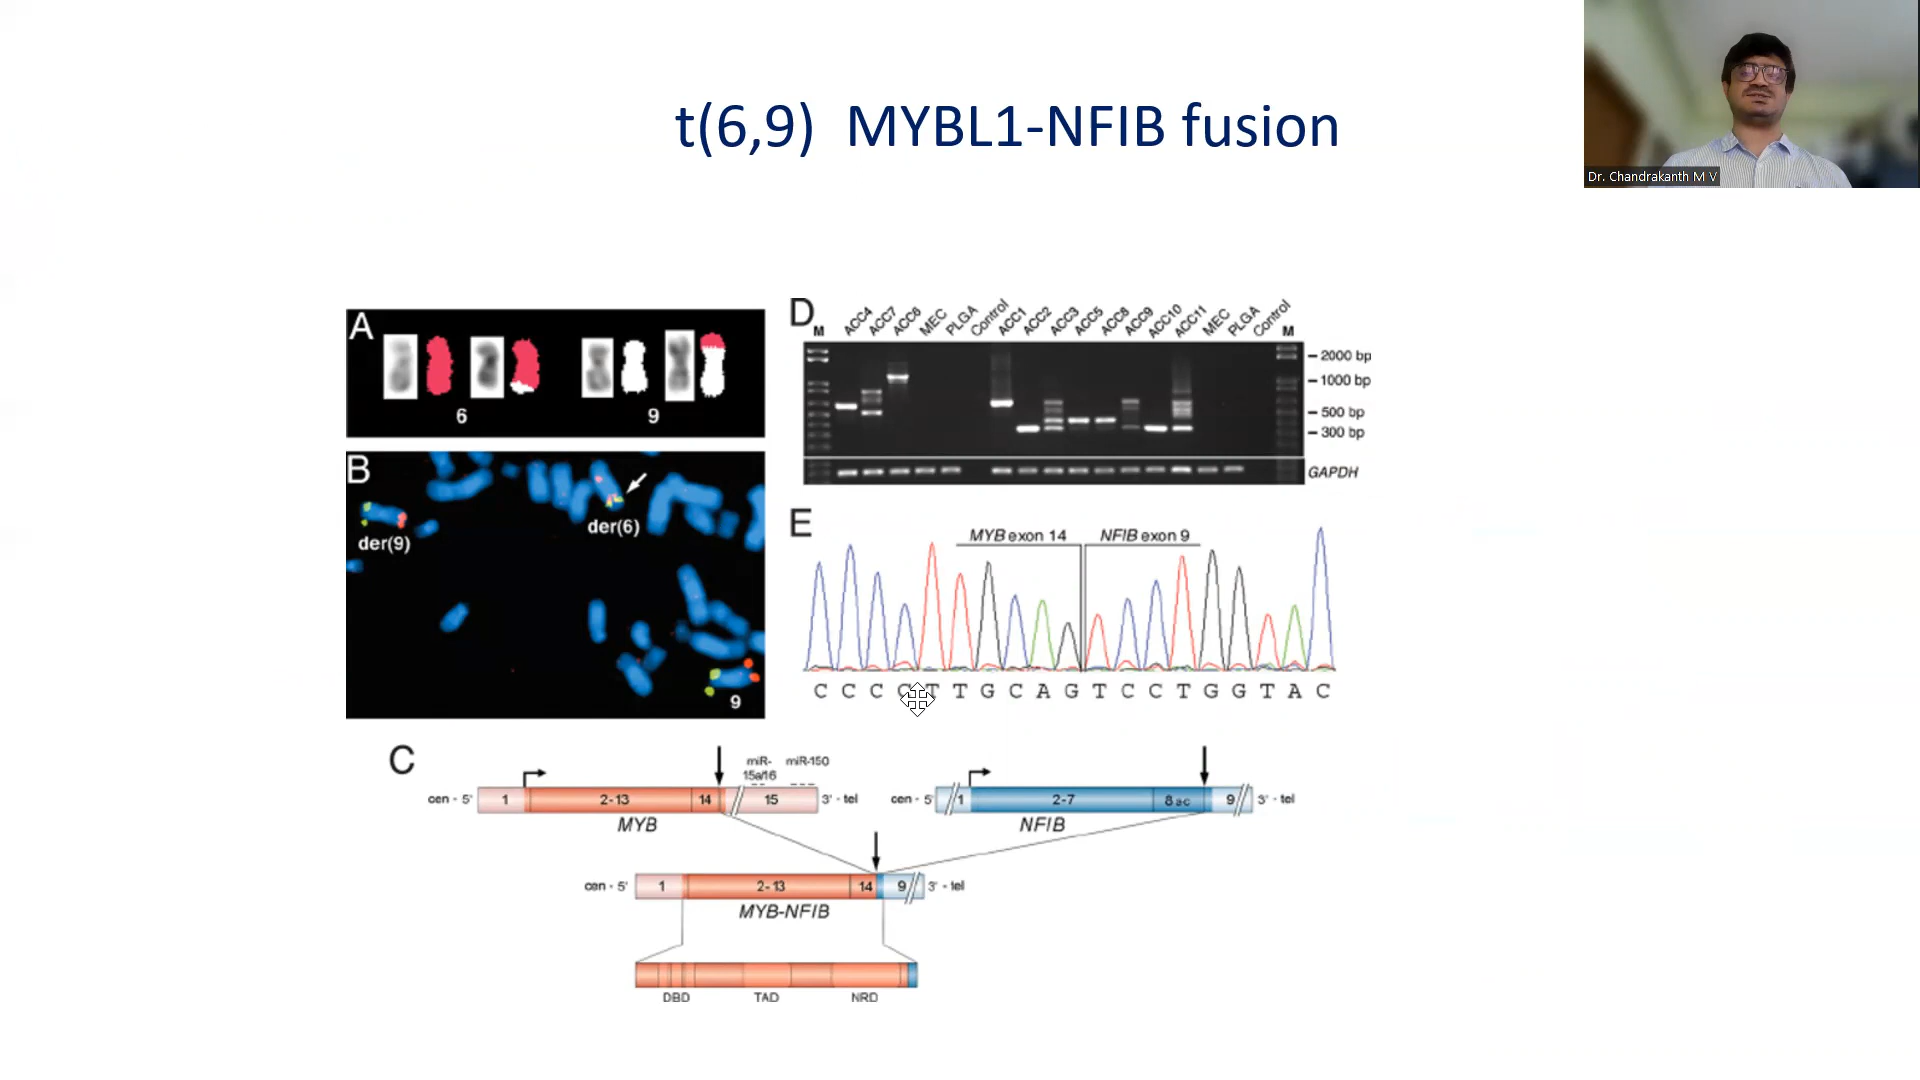 t(6,9) MYBL1-NFIB fusion
Dr. Chandrakanth M V
A
6
9
B
der(9)
der(6)
9
D
M
ACC4
ACC7
ACC6
MEC
PLGA
Control
ACC1
ACC2
ACC3
ACC5
ACC8
ACC9
ACC10
ACC11
MEC
PLGA
Control
M
2000 bp
1000 bp
500 bp
300 bp
GAPDH
E
MYB exon 14
NFIB exon 9
C C C C T T G C A G T C C T G G T A C
C
miR-15a/16
miR-150
cen - 5' 1 2-13 14 15 3' - tel
MYB
cen - 5' 1 2-7 8ac 9 3' - tel
NFIB
cen - 5' 1 2-13 14 9 3' - tel
MYB-NFIB
DBD TAD NRD